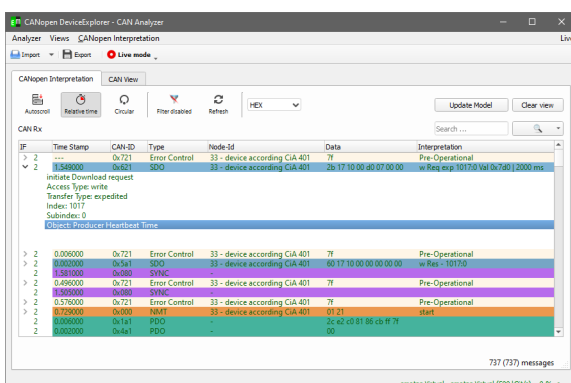 CANopen DeviceExplorer - CAN Analyzer
Analyzer Views CANopen Interpretation Live
Import Export Live mode
CANopen Interpretation CAN View
Autoscroll Relative time Circular Filter disabled Refresh HEX Update Model Clear view
CAN Rx Search ...
IF Time Stamp CAN-ID Type Node-Id Data Interpretation
> 2 --- 0x721 Error Control 33 - device according CiA 401 7f Pre-Operational
2 1.549000 0x621 SDO 33 - device according CiA 401 2b 17 10 00 d0 07 00 00 w Req exp 1017:0 Val 0x7d0 | 2000 ms
initiate Download request
Access Type: write
Transfer Type: expedited
Index: 1017
Subindex: 0
Object: Producer Heartbeat Time
> 2 0.006000 0x721 Error Control 33 - device according CiA 401 7f Pre-Operational
> 2 0.002000 0x5a1 SDO 33 - device according CiA 401 60 17 10 00 00 00 00 00 w Res - 1017:0
2 1.581000 0x080 SYNC -
> 2 0.496000 0x721 Error Control 33 - device according CiA 401 7f Pre-Operational
2 1.505000 0x080 SYNC -
> 2 0.576000 0x721 Error Control 33 - device according CiA 401 7f Pre-Operational
> 2 0.729000 0x000 NMT 33 - device according CiA 401 01 21 start
2 0.006000 0x1a1 PDO - 2c e2 c0 81 86 cb ff 7f
2 0.002000 0x4a1 PDO - 00
737 (737) messages